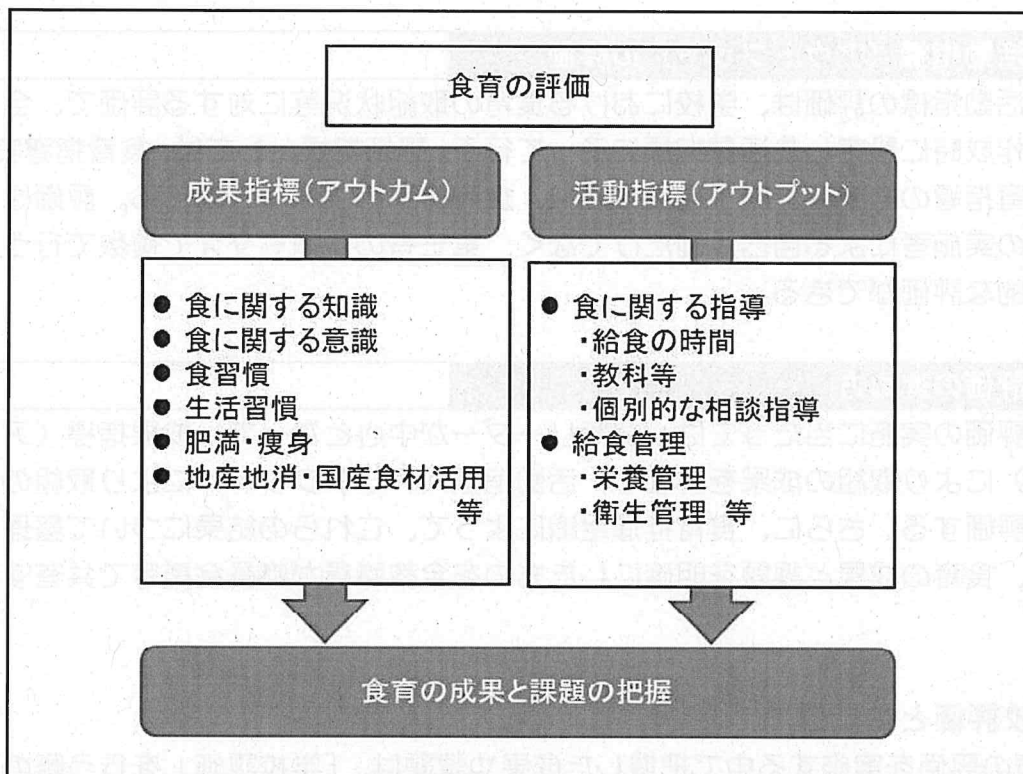 食育の評価
成果指標(アウトカム)
● 食に関する知識
● 食に関する意識
● 食習慣
● 生活習慣
● 肥満・痩身
● 地産地消 国産食材活用
等
活動指標(アウトプット)
● 食に関する指導
・給食の時間
・教科等
・個別的な相談指導
● 給食管理
・栄養管理
・衛生管理 等
食育の成果と課題の把握